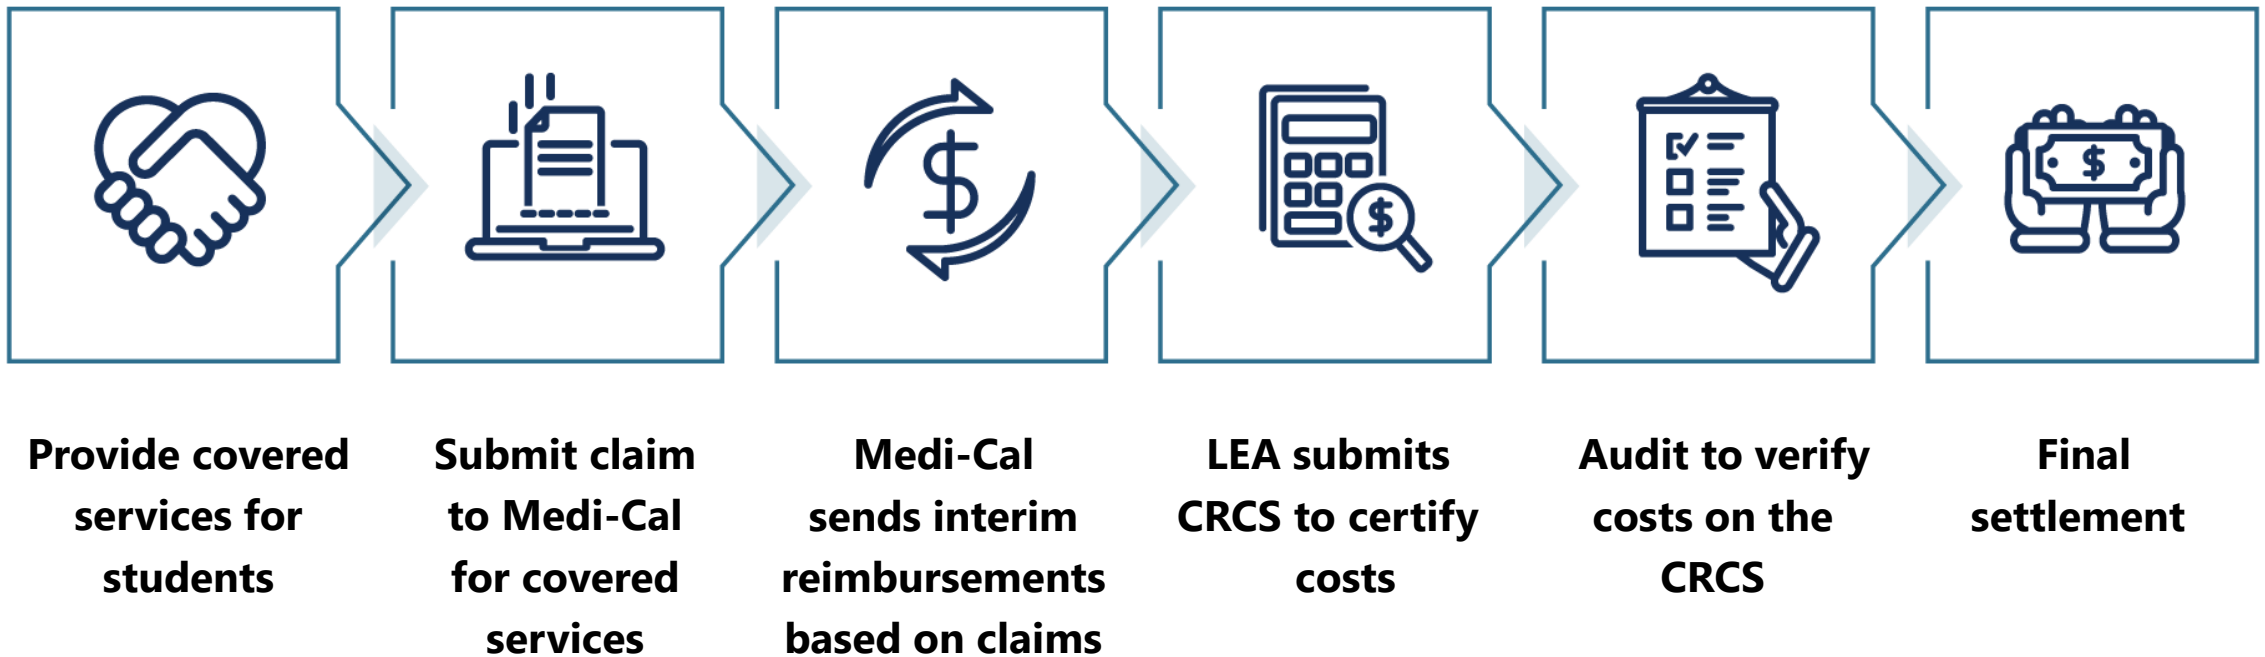 Provide covered
services for
students
Submit claim
to Medi-Cal
for covered
services
Medi-Cal
sends interim
reimbursements
based on claims
LEA submits
CRCS to certify
costs
Audit to verify
costs on the
CRCS
Final
settlement